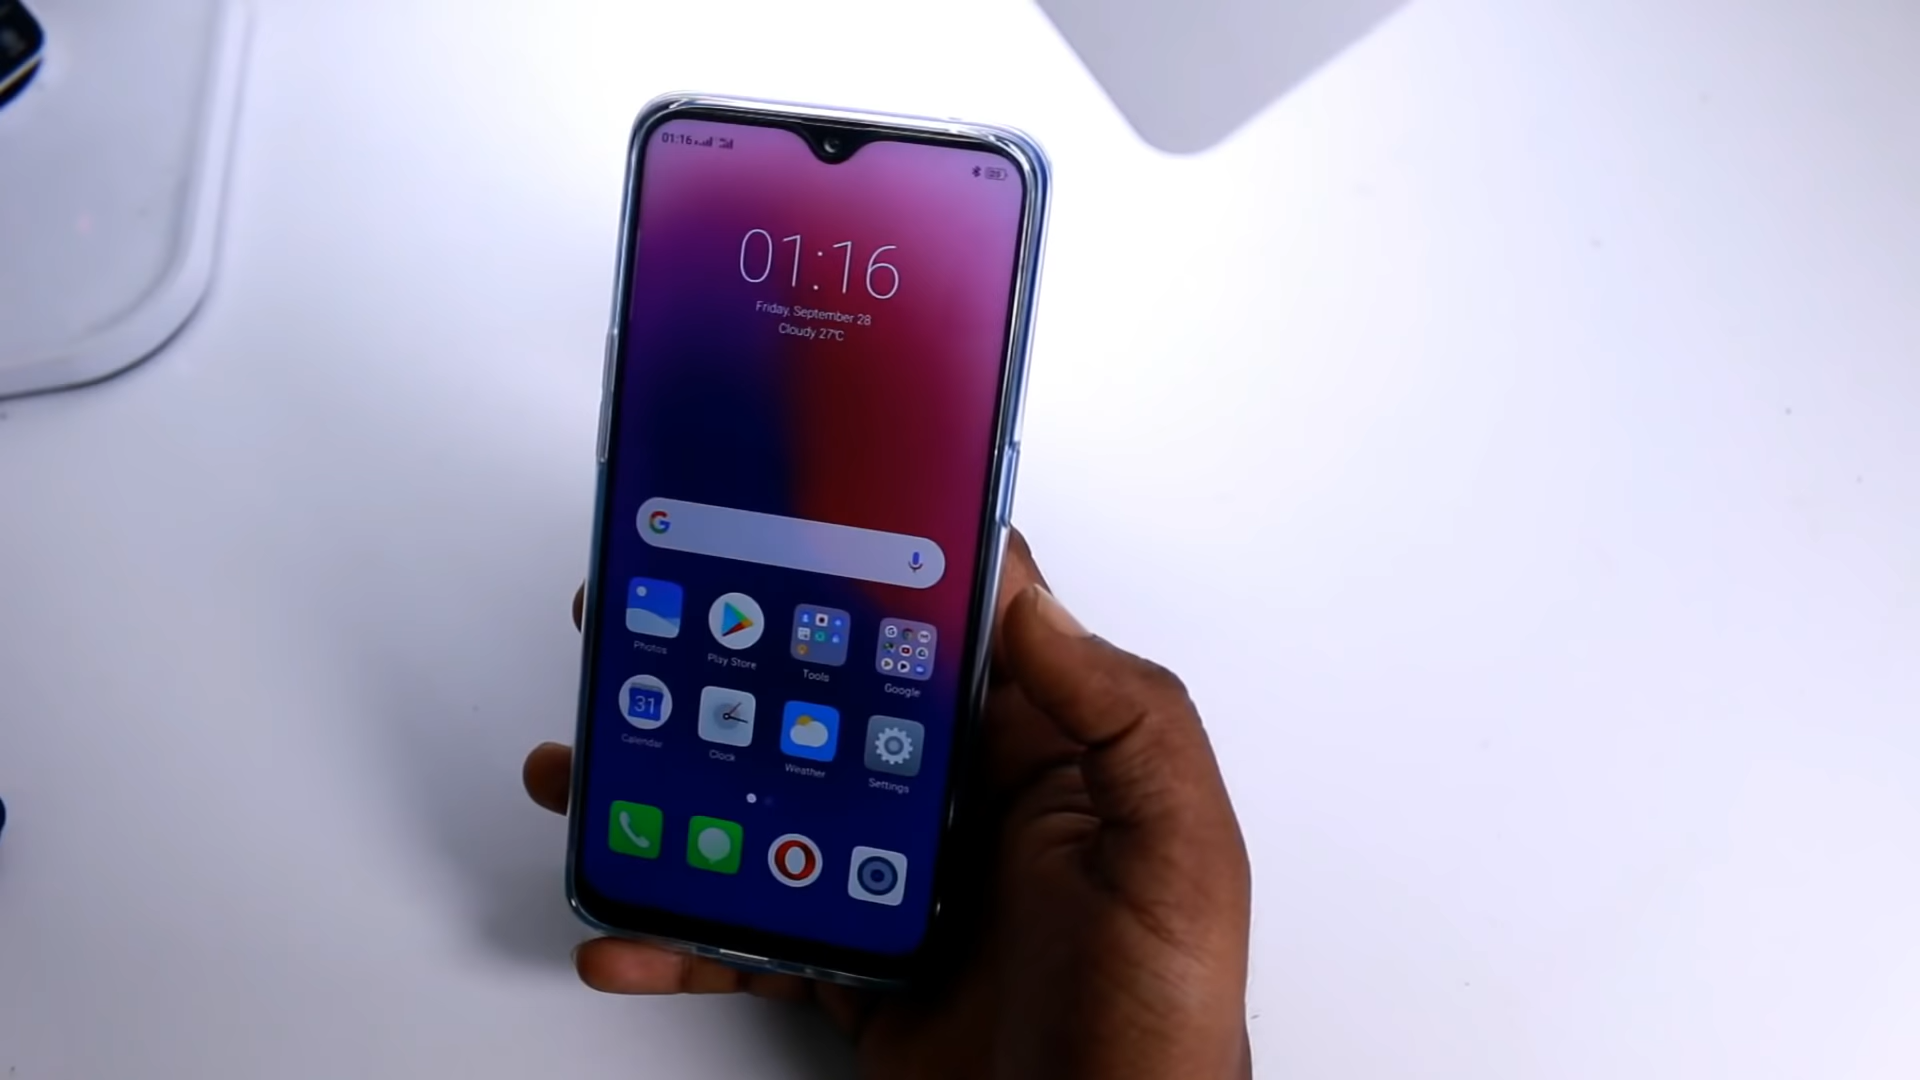 01:16
01:16
Friday, September 28
Cloudy 27°C
G
Photos
Play Store
Tools
Google
31
Calendar
Clock
Weather
Settings